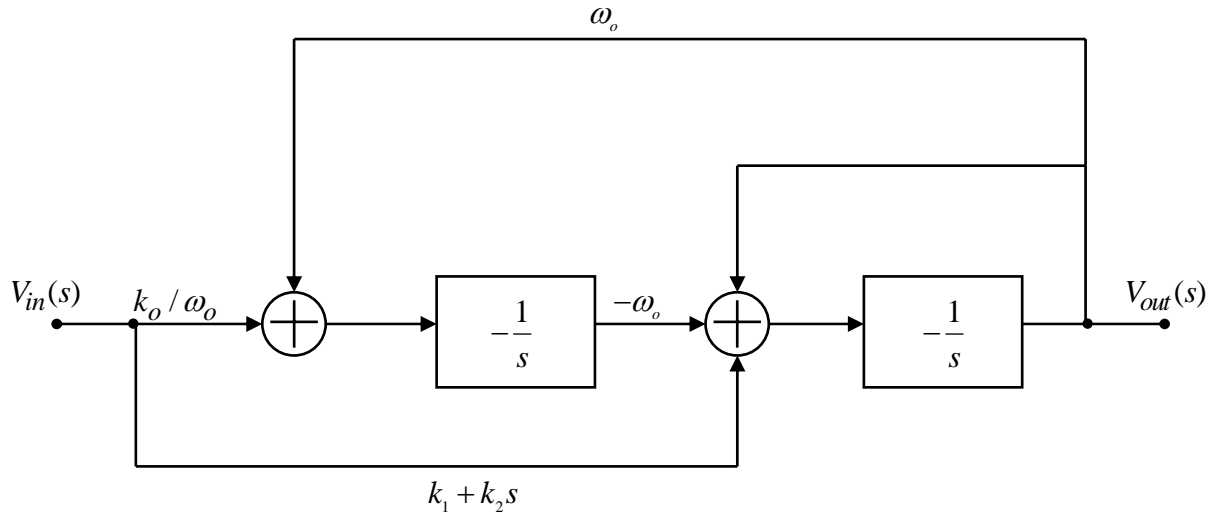 ω_o
V_in(s)
k_o / ω_o
-1/s
-ω_o
-1/s
V_out(s)
k_1 + k_2 s